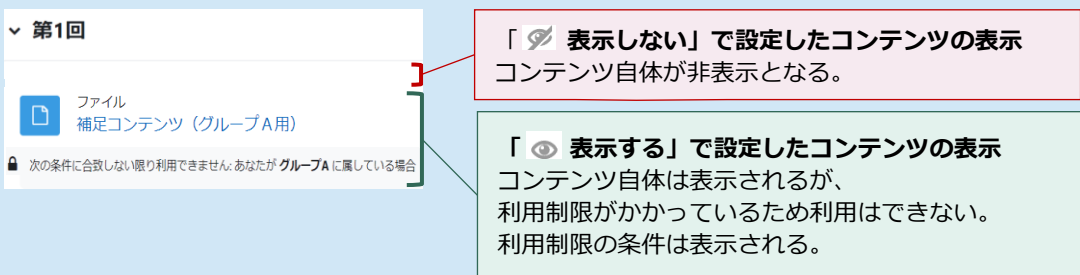 第1回
ファイル
補足コンテンツ（グループA用）
次の条件に合致しない限り利用できません: あなたが グループA に属している場合
「 表示しない」で設定したコンテンツの表示
コンテンツ自体が非表示となる。
「 表示する」で設定したコンテンツの表示
コンテンツ自体は表示されるが、
利用制限がかかっているため利用はできない。
利用制限の条件は表示される。